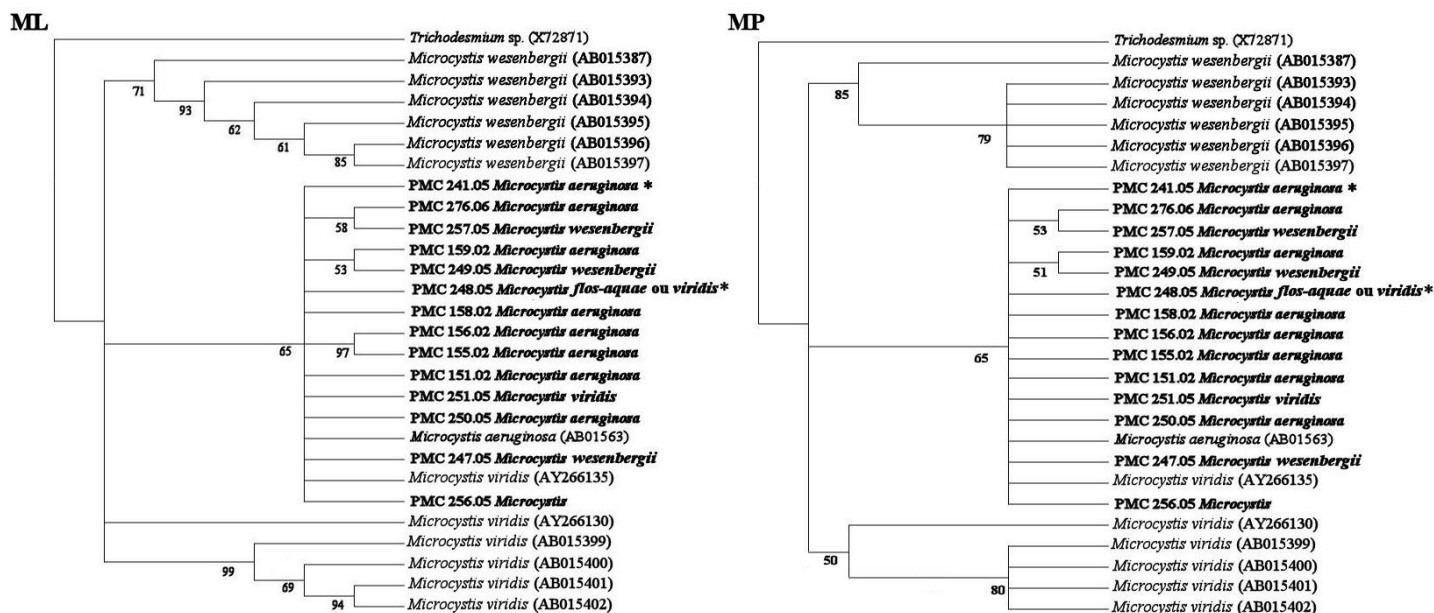 ML
Trichodesmium sp. (X72871)
Microcystis wesenbergii (AB015387)
Microcystis wesenbergii (AB015393)
Microcystis wesenbergii (AB015394)
Microcystis wesenbergii (AB015395)
Microcystis wesenbergii (AB015396)
Microcystis wesenbergii (AB015397)
PMC 241.05 Microcystis aeruginosa *
PMC 276.06 Microcystis aeruginosa
PMC 257.05 Microcystis wesenbergii
PMC 159.02 Microcystis aeruginosa
PMC 249.05 Microcystis wesenbergii
PMC 248.05 Microcystis flos-aquae ou viridis*
PMC 158.02 Microcystis aeruginosa
PMC 156.02 Microcystis aeruginosa
PMC 155.02 Microcystis aeruginosa
PMC 151.02 Microcystis aeruginosa
PMC 251.05 Microcystis viridis
PMC 250.05 Microcystis aeruginosa
Microcystis aeruginosa (AB01563)
PMC 247.05 Microcystis wesenbergii
Microcystis viridis (AY266135)
PMC 256.05 Microcystis
Microcystis viridis (AY266130)
Microcystis viridis (AB015399)
Microcystis viridis (AB015400)
Microcystis viridis (AB015401)
Microcystis viridis (AB015402)
71
93
62
61
85
58
53
65
97
99
69
94
MP
Trichodesmium sp. (X72871)
Microcystis wesenbergii (AB015387)
Microcystis wesenbergii (AB015393)
Microcystis wesenbergii (AB015394)
Microcystis wesenbergii (AB015395)
Microcystis wesenbergii (AB015396)
Microcystis wesenbergii (AB015397)
PMC 241.05 Microcystis aeruginosa *
PMC 276.06 Microcystis aeruginosa
PMC 257.05 Microcystis wesenbergii
PMC 159.02 Microcystis aeruginosa
PMC 249.05 Microcystis wesenbergii
PMC 248.05 Microcystis flos-aquae ou viridis*
PMC 158.02 Microcystis aeruginosa
PMC 156.02 Microcystis aeruginosa
PMC 155.02 Microcystis aeruginosa
PMC 151.02 Microcystis aeruginosa
PMC 251.05 Microcystis viridis
PMC 250.05 Microcystis aeruginosa
Microcystis aeruginosa (AB01563)
PMC 247.05 Microcystis wesenbergii
Microcystis viridis (AY266135)
PMC 256.05 Microcystis
Microcystis viridis (AY266130)
Microcystis viridis (AB015399)
Microcystis viridis (AB015400)
Microcystis viridis (AB015401)
Microcystis viridis (AB015402)
85
79
53
51
65
50
80